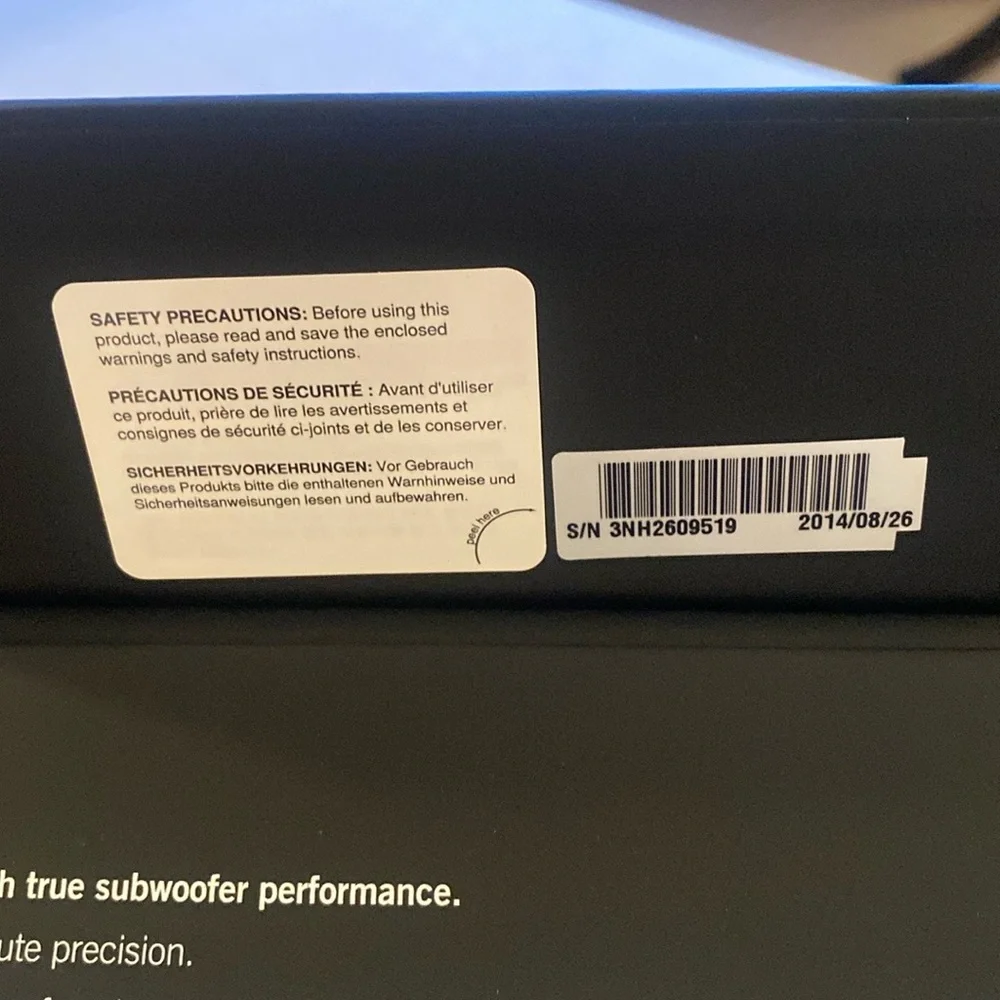 SAFETY PRECAUTIONS: Before using this
product, please read and save the enclosed
warnings and safety instructions.
PRÉCAUTIONS DE SÉCURITÉ : Avant d'utiliser
ce produit, prière de lire les avertissements et
consignes de sécurité ci-joints et de les conserver.
SICHERHEITSVORKEHRUNGEN: Vor Gebrauch
dieses Produkts bitte die enthaltenen Warnhinweise und
Sicherheitsanweisungen lesen und aufbewahren.
peel here
S/N 3NH2609519 2014/08/26
h true subwoofer performance.
ute precision.